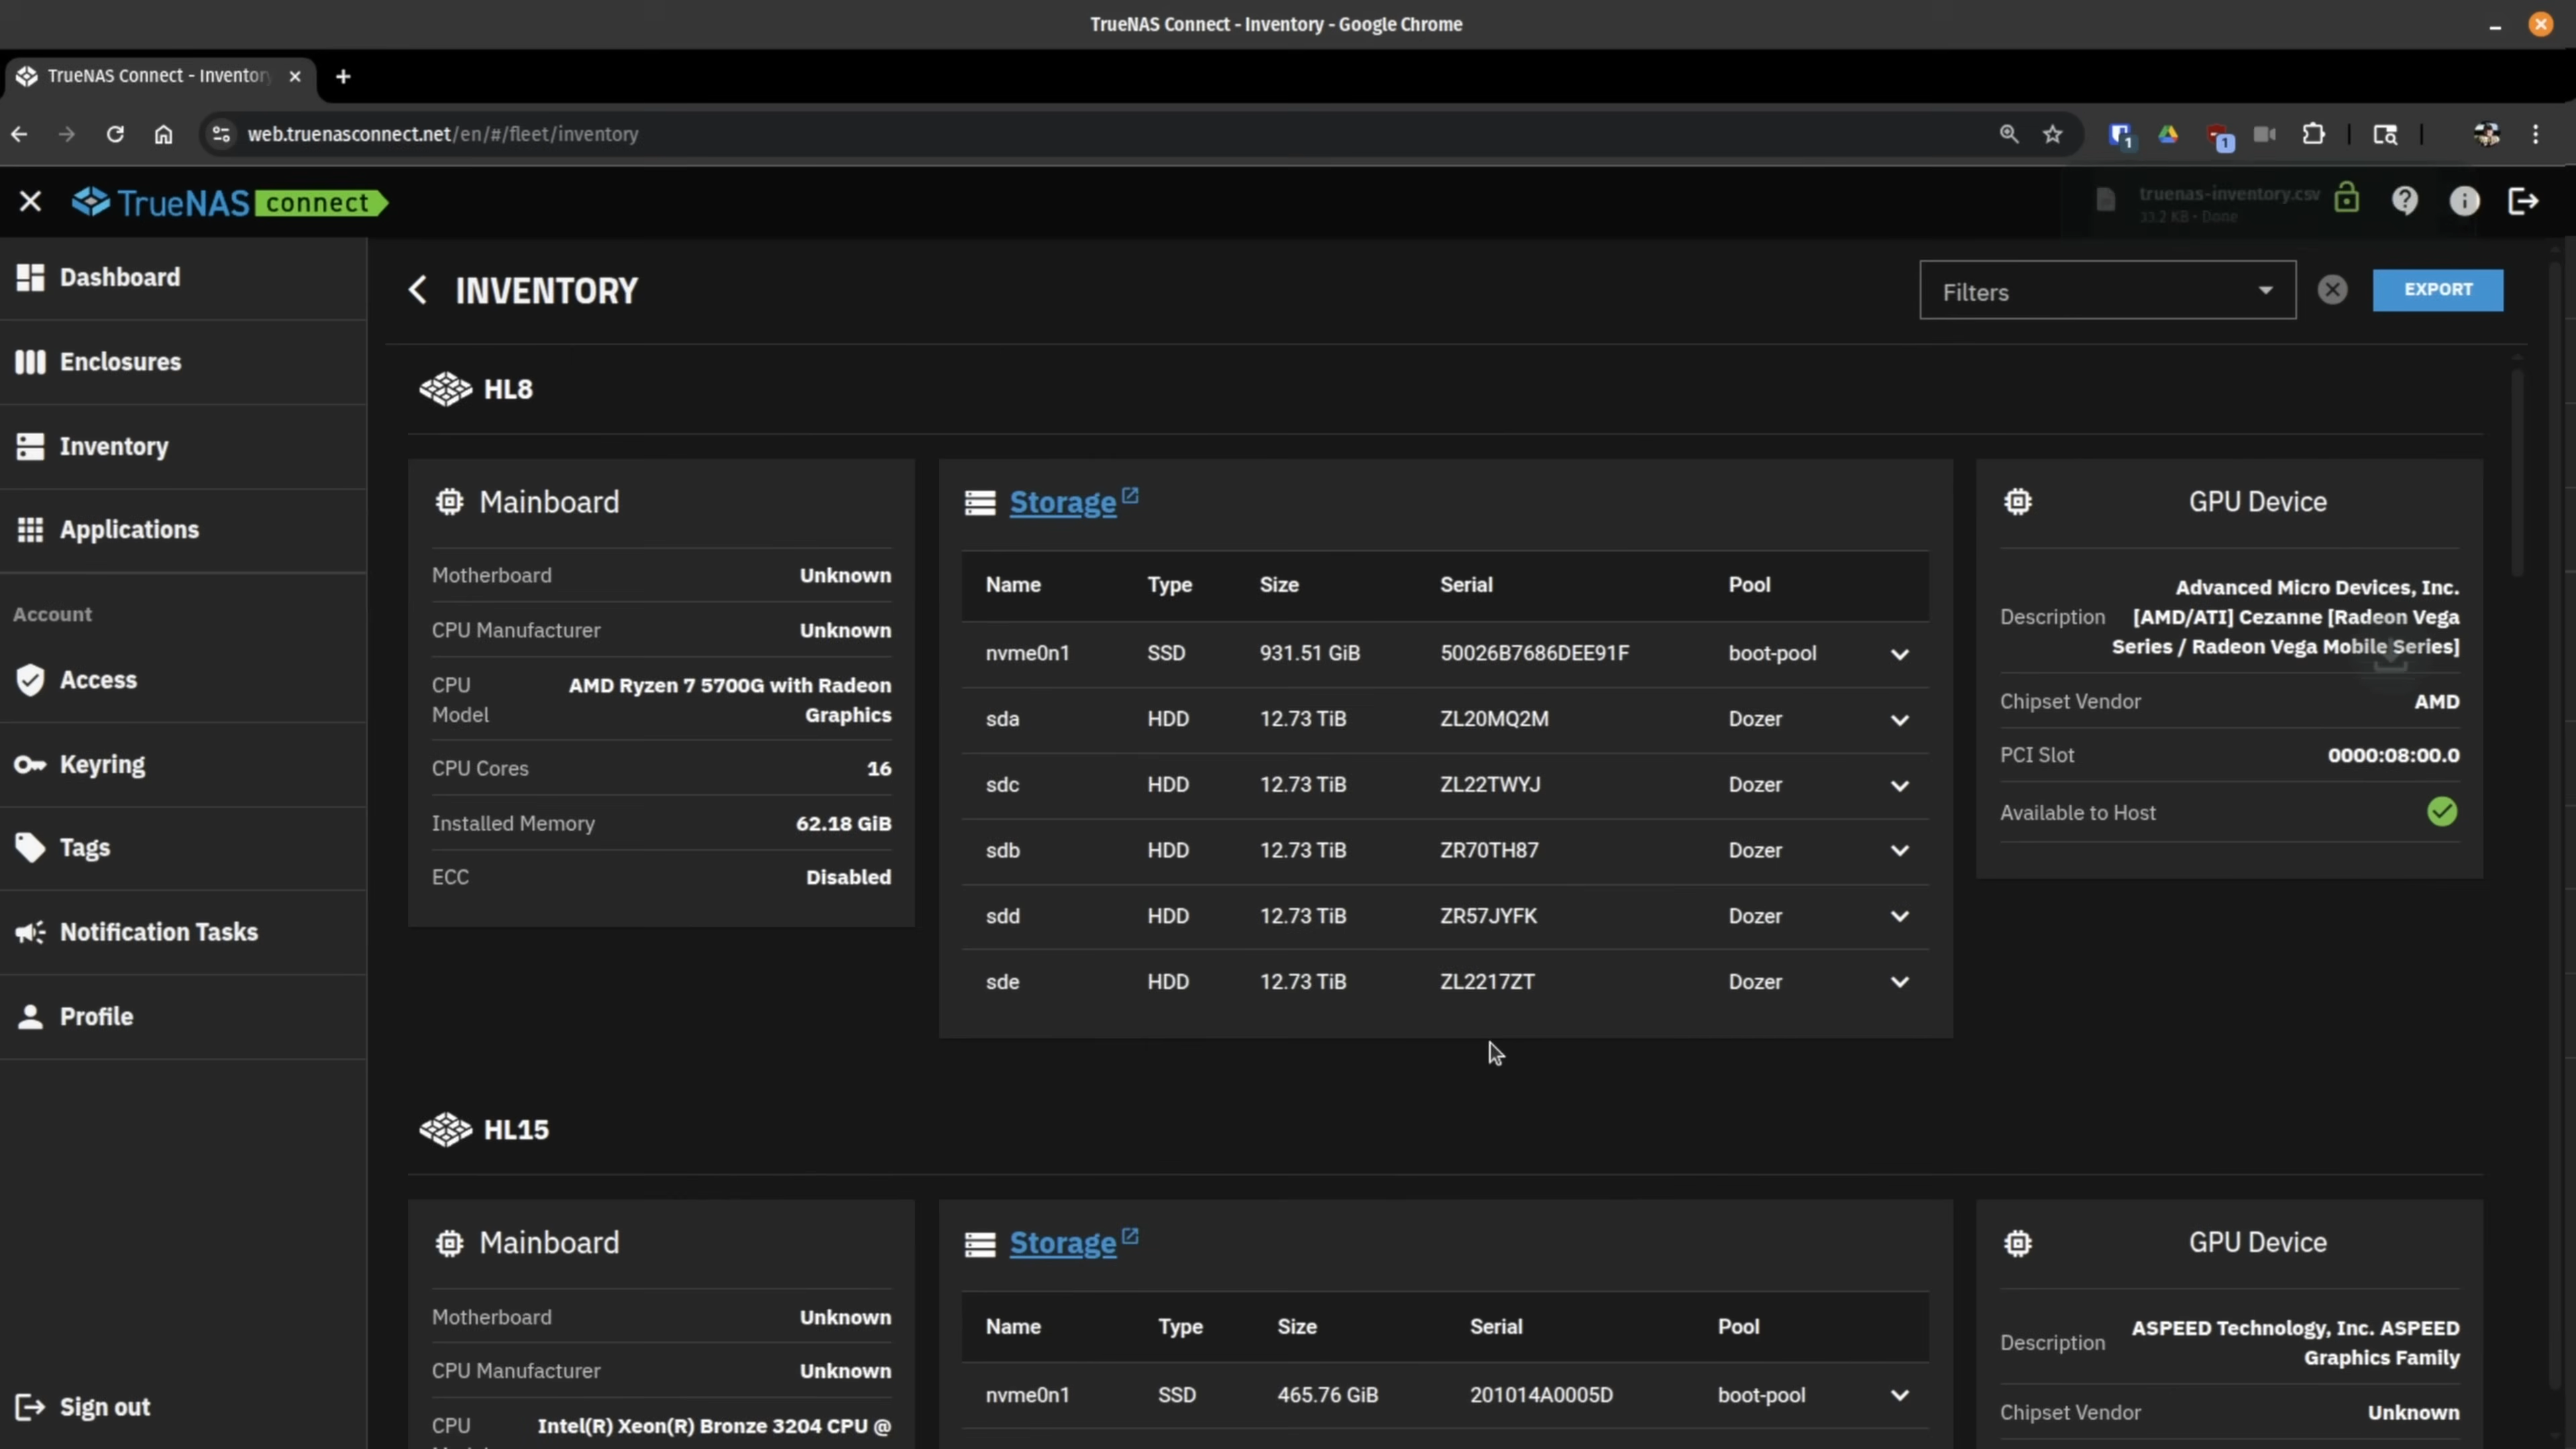 TrueNAS Connect - Inventory - Google Chrome
TrueNAS Connect - Inventory
web.truenasconnect.net/en/#/fleet/inventory
1
1
TrueNAS connect
truenas-inventory.csv
33.2 KB • Done
Dashboard
Enclosures
Inventory
Applications
Account
Access
Keyring
Tags
Notification Tasks
Profile
Sign out
INVENTORY
Filters
EXPORT
HL8
Mainboard
Motherboard Unknown
CPU Manufacturer Unknown
CPU Model AMD Ryzen 7 5700G with Radeon
Graphics
CPU Cores 16
Installed Memory 62.18 GiB
ECC Disabled
Storage
Name Type Size Serial Pool
nvme0n1 SSD 931.51 GiB 50026B7686DEE91F boot-pool
sda HDD 12.73 TiB ZL20MQ2M Dozer
sdc HDD 12.73 TiB ZL22TWYJ Dozer
sdb HDD 12.73 TiB ZR70TH87 Dozer
sdd HDD 12.73 TiB ZR57JYFK Dozer
sde HDD 12.73 TiB ZL2217ZT Dozer
GPU Device
Description Advanced Micro Devices, Inc.
[AMD/ATI] Cezanne [Radeon Vega
Series / Radeon Vega Mobile Series]
Chipset Vendor AMD
PCI Slot 0000:08:00.0
Available to Host
HL15
Mainboard
Motherboard Unknown
CPU Manufacturer Unknown
CPU Intel(R) Xeon(R) Bronze 3204 CPU @
Storage
Name Type Size Serial Pool
nvme0n1 SSD 465.76 GiB 201014A0005D boot-pool
GPU Device
Description ASPEED Technology, Inc. ASPEED
Graphics Family
Chipset Vendor Unknown